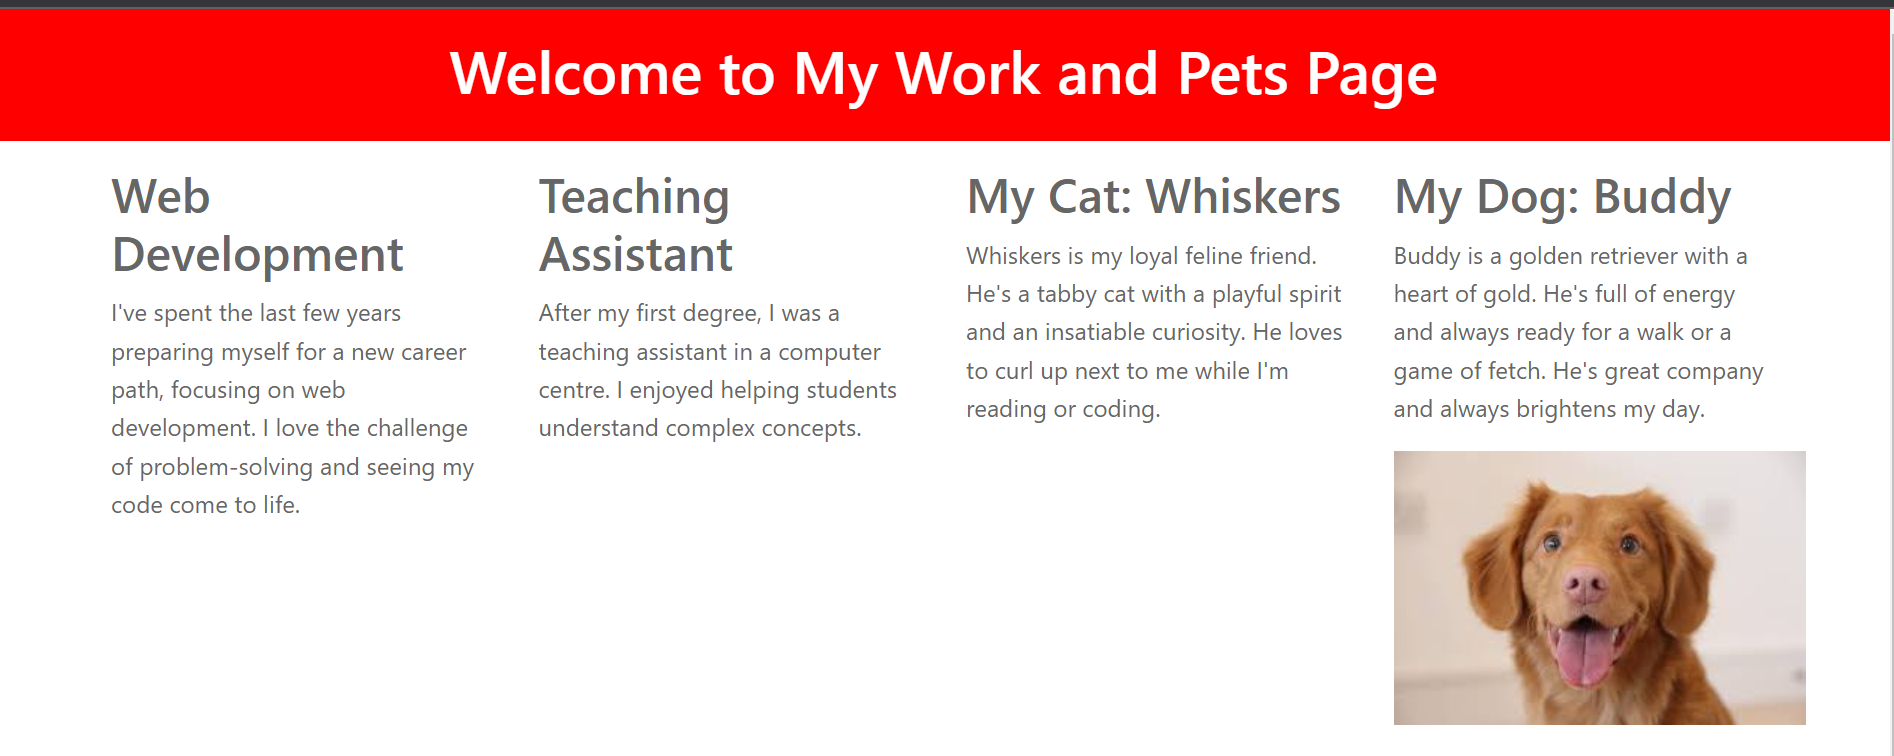 Welcome to My Work and Pets Page
Web
Development
I've spent the last few years
preparing myself for a new career
path, focusing on web
development. I love the challenge
of problem-solving and seeing my
code come to life.
Teaching
Assistant
After my first degree, I was a
teaching assistant in a computer
centre. I enjoyed helping students
understand complex concepts.
My Cat: Whiskers
Whiskers is my loyal feline friend.
He's a tabby cat with a playful spirit
and an insatiable curiosity. He loves
to curl up next to me while I'm
reading or coding.
My Dog: Buddy
Buddy is a golden retriever with a
heart of gold. He's full of energy
and always ready for a walk or a
game of fetch. He's great company
and always brightens my day.